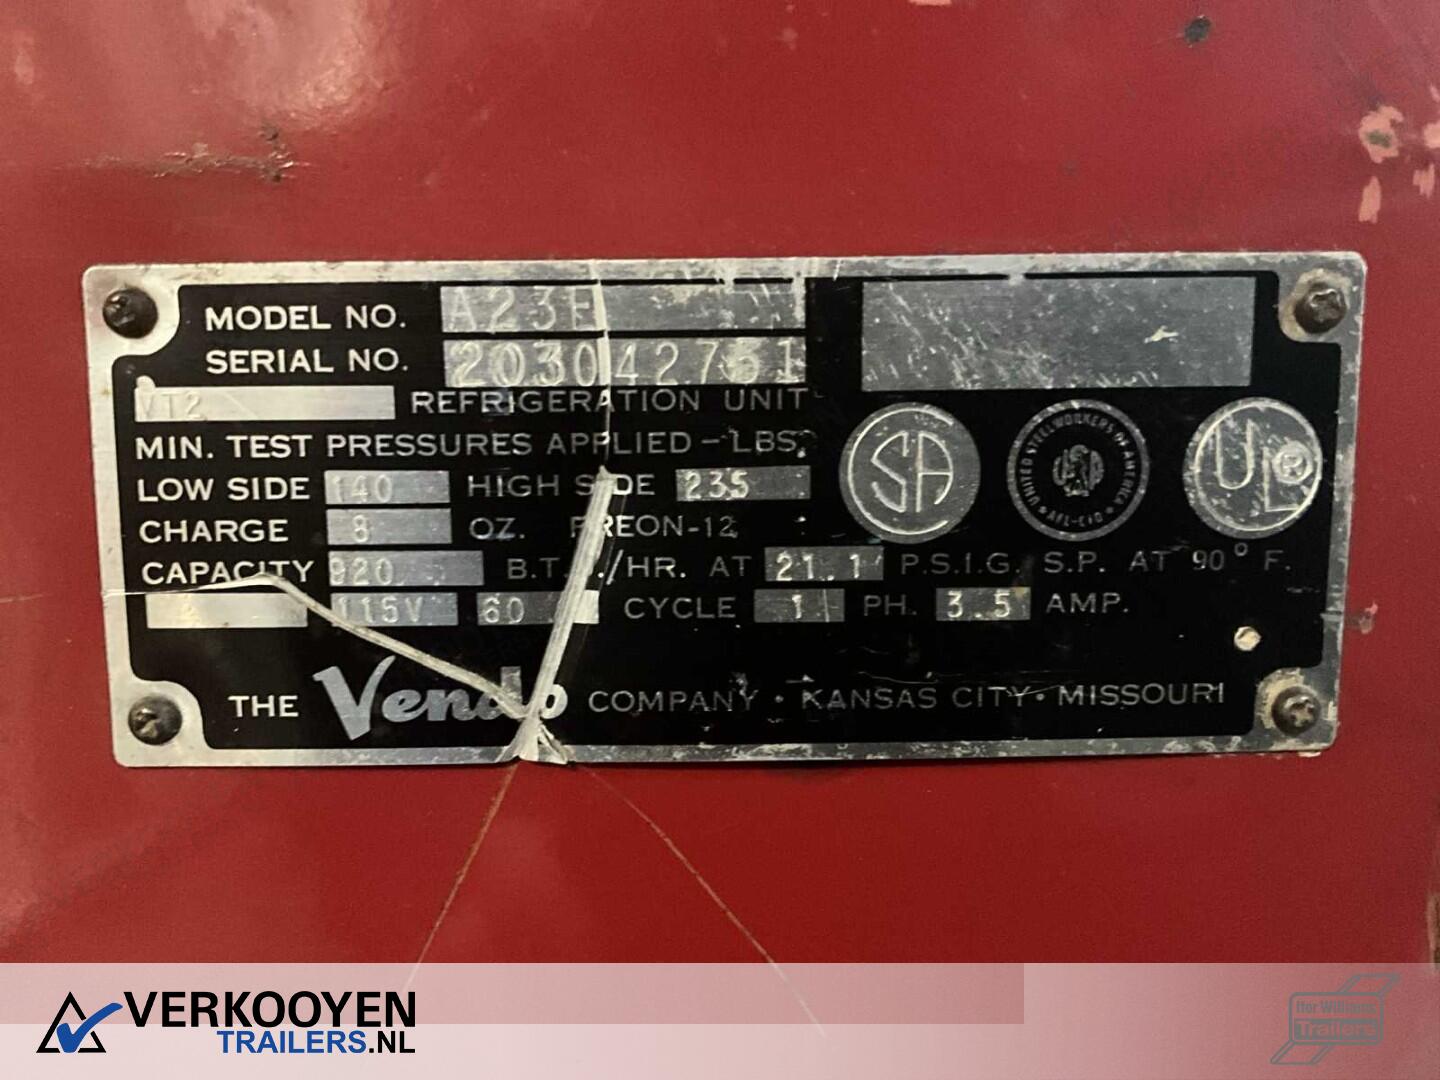 MODEL NO. A23E
SERIAL NO.
VT2 REFRIGERATION UNIT
MIN. TEST PRESSURES APPLIED - LBS.
LOW SIDE 140 HIGH SIDE 235
CHARGE 8 OZ. FREON-12
CAPACITY 920 B.T.U./HR. AT 21.1 P.S.I.G. S.P. AT 90° F.
115V 60 CYCLE 1 PH. 3.5 AMP.
THE Vendo COMPANY · KANSAS CITY · MISSOURI
SA
UNITED STEELWORKERS OF AMERICA
AFL-CIO
UL®
VERKOOYEN
TRAILERS.NL
Ifor Williams
Trailers